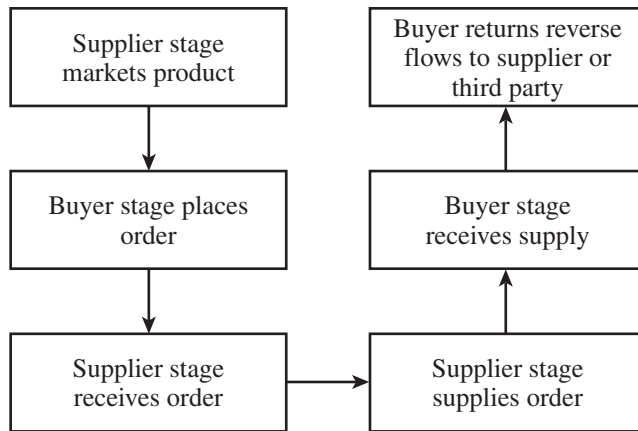 Supplier stage
markets product
Buyer stage places
order
Supplier stage
receives order
Supplier stage
supplies order
Buyer stage
receives supply
Buyer returns reverse
flows to supplier or
third party